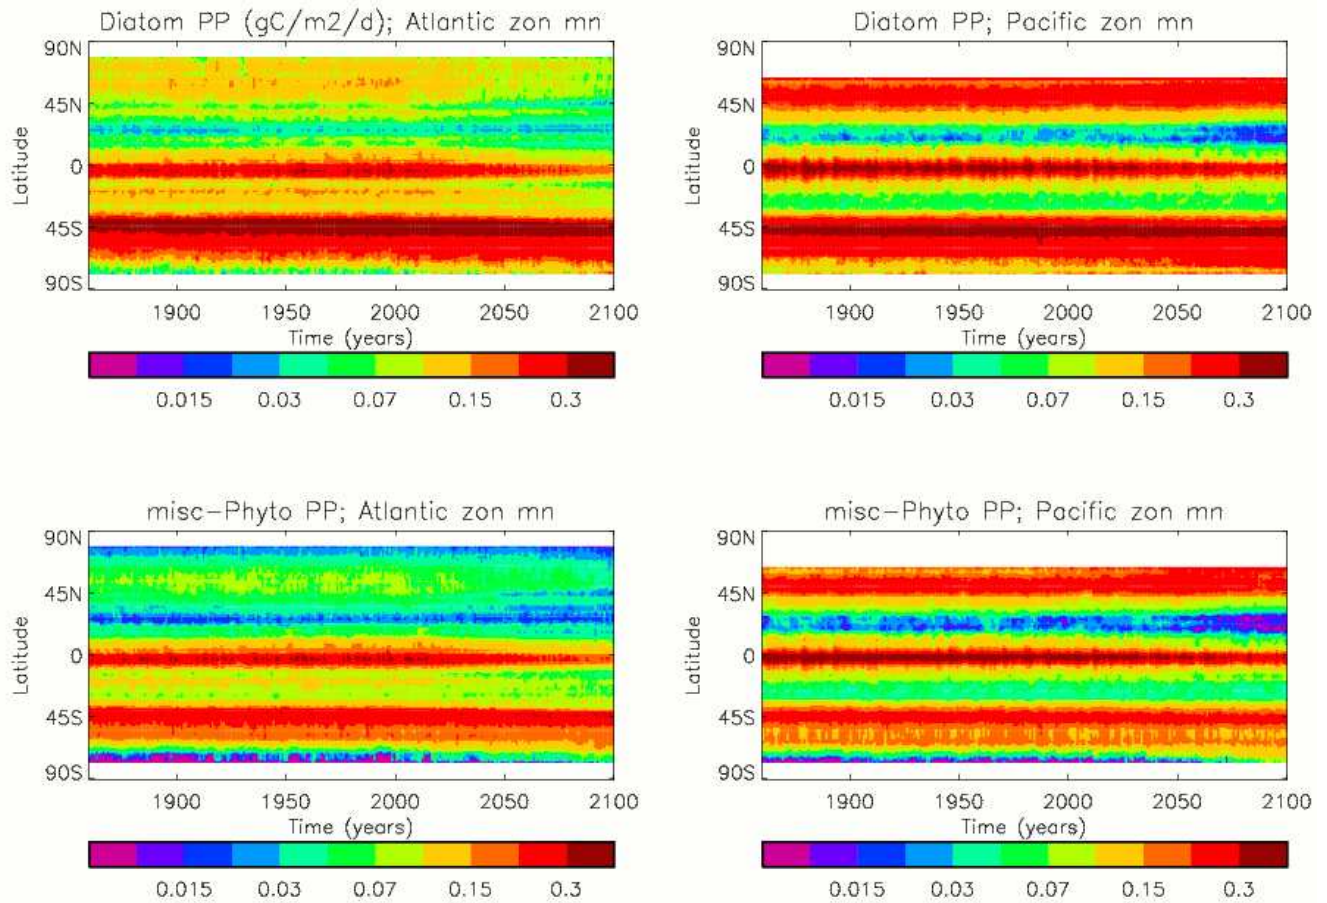 Diatom PP (gC/m2/d); Atlantic zon mn
90N
45N
0
45S
90S
Latitude
1900 1950 2000 2050 2100
Time (years)
0.015 0.03 0.07 0.15 0.3
Diatom PP; Pacific zon mn
90N
45N
0
45S
90S
Latitude
1900 1950 2000 2050 2100
Time (years)
0.015 0.03 0.07 0.15 0.3
misc-Phyto PP; Atlantic zon mn
90N
45N
0
45S
90S
Latitude
1900 1950 2000 2050 2100
Time (years)
0.015 0.03 0.07 0.15 0.3
misc-Phyto PP; Pacific zon mn
90N
45N
0
45S
90S
Latitude
1900 1950 2000 2050 2100
Time (years)
0.015 0.03 0.07 0.15 0.3